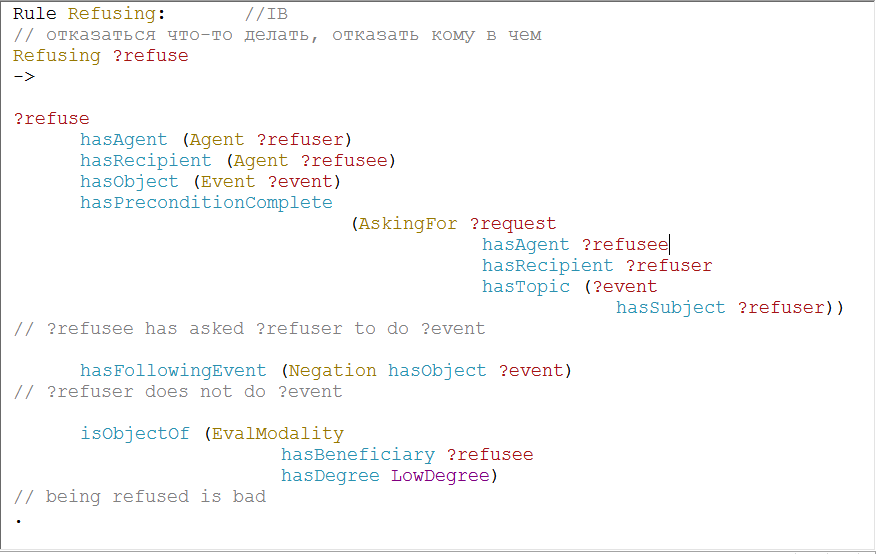 Rule Refusing: //IB
// отказаться что-то делать, отказать кому в чем
Refusing ?refuse
->
?refuse
hasAgent (Agent ?refuser)
hasRecipient (Agent ?refusee)
hasObject (Event ?event)
hasPreconditionComplete
(AskingFor ?request
hasAgent ?refusee
hasRecipient ?refuser
hasTopic (?event
hasSubject ?refuser))
// ?refusee has asked ?refuser to do ?event
hasFollowingEvent (Negation hasObject ?event)
// ?refuser does not do ?event
isObjectOf (EvalModality
hasBeneficiary ?refusee
hasDegree LowDegree)
// being refused is bad
.